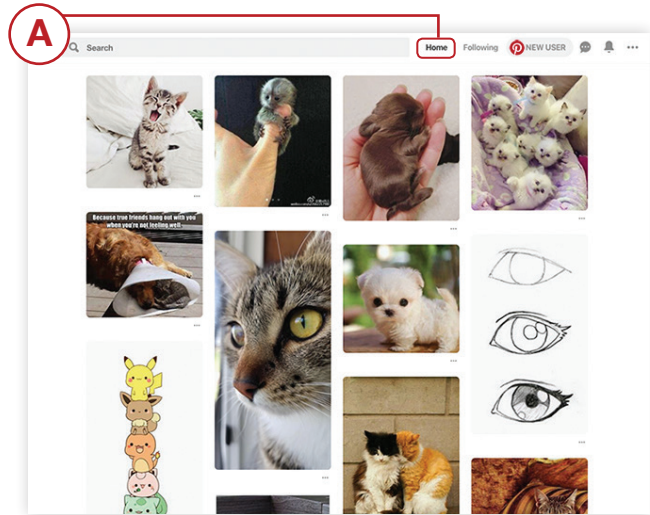 A
Search
Home
Following
NEW USER
Because true friends hang out with you
when you're not feeling well